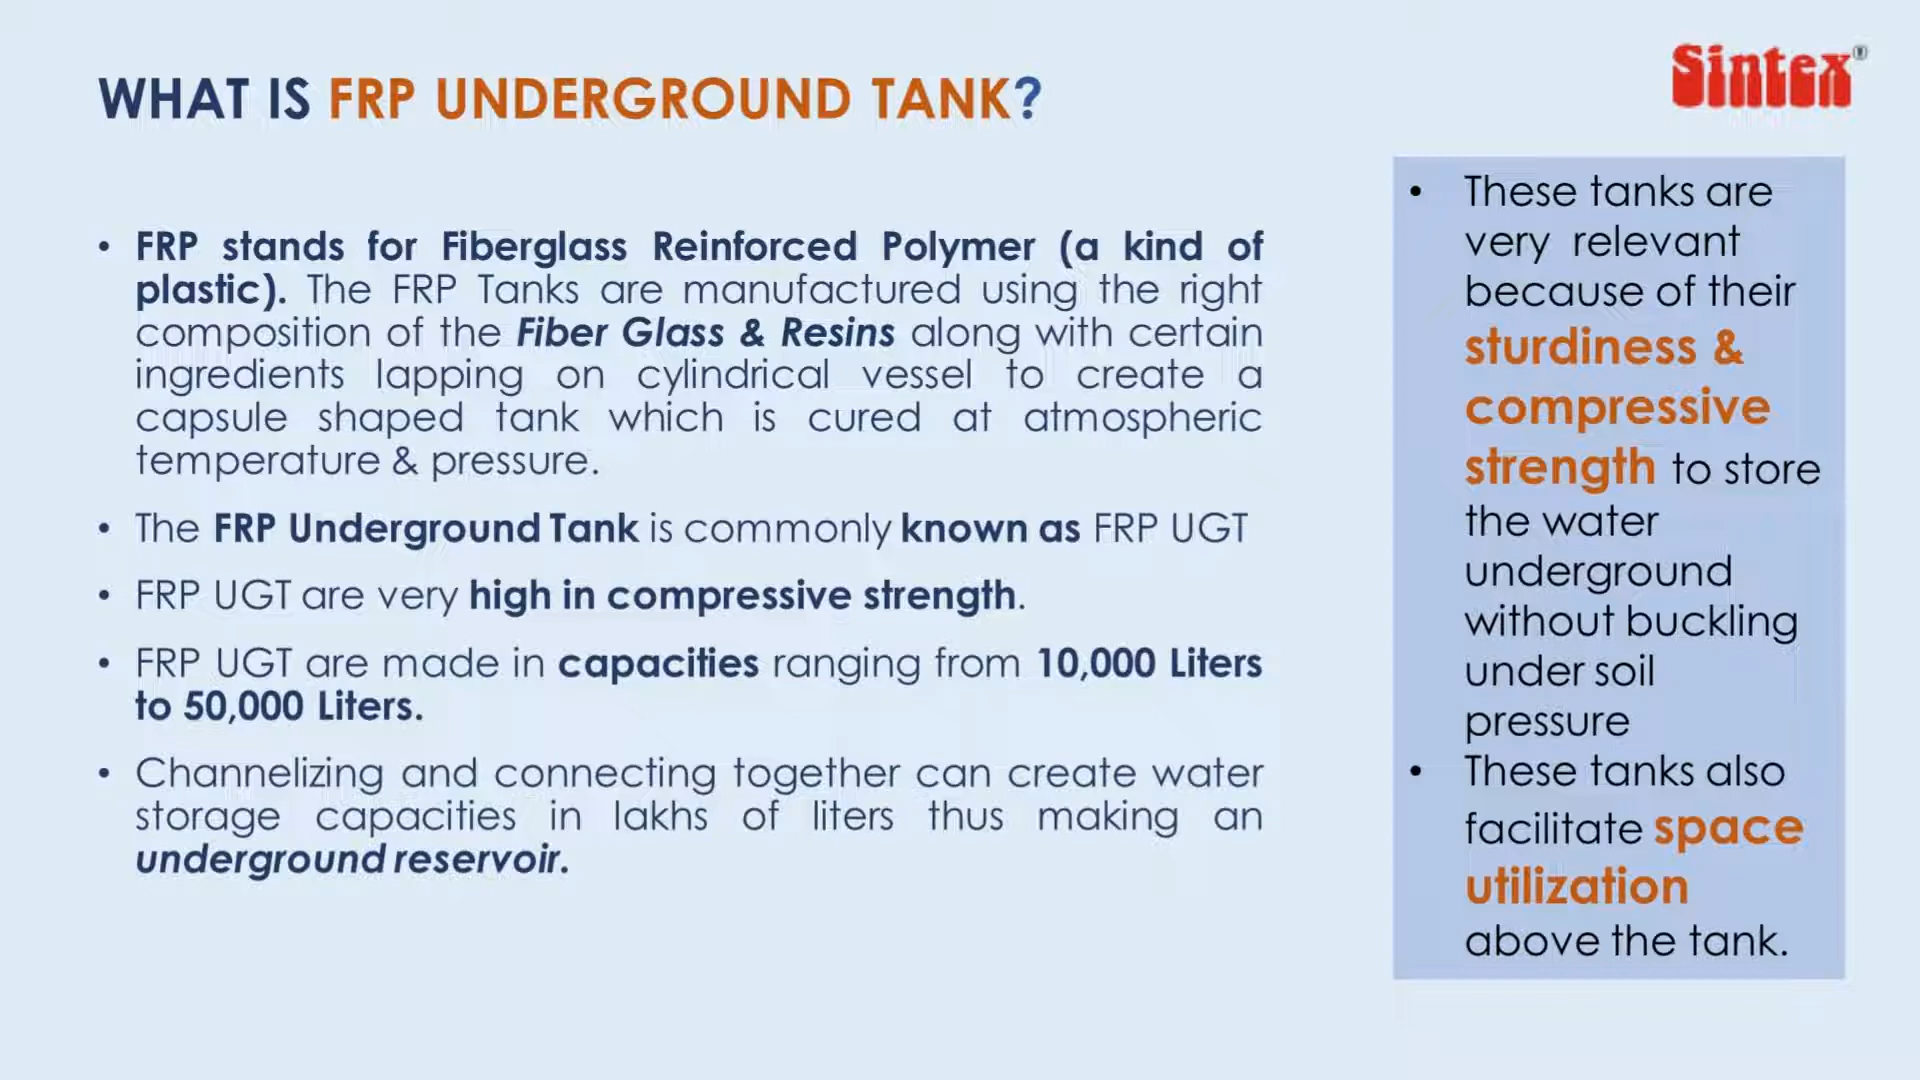 WHAT IS FRP UNDERGROUND TANK?
Sintex®
• FRP stands for Fiberglass Reinforced Polymer (a kind of
plastic). The FRP Tanks are manufactured using the right
composition of the Fiber Glass & Resins along with certain
ingredients lapping on cylindrical vessel to create a
capsule shaped tank which is cured at atmospheric
temperature & pressure.
• The FRP Underground Tank is commonly known as FRP UGT
• FRP UGT are very high in compressive strength.
• FRP UGT are made in capacities ranging from 10,000 Liters
to 50,000 Liters.
• Channelizing and connecting together can create water
storage capacities in lakhs of liters thus making an
underground reservoir.
• These tanks are
very relevant
because of their
sturdiness &
compressive
strength to store
the water
underground
without buckling
under soil
pressure
• These tanks also
facilitate space
utilization
above the tank.